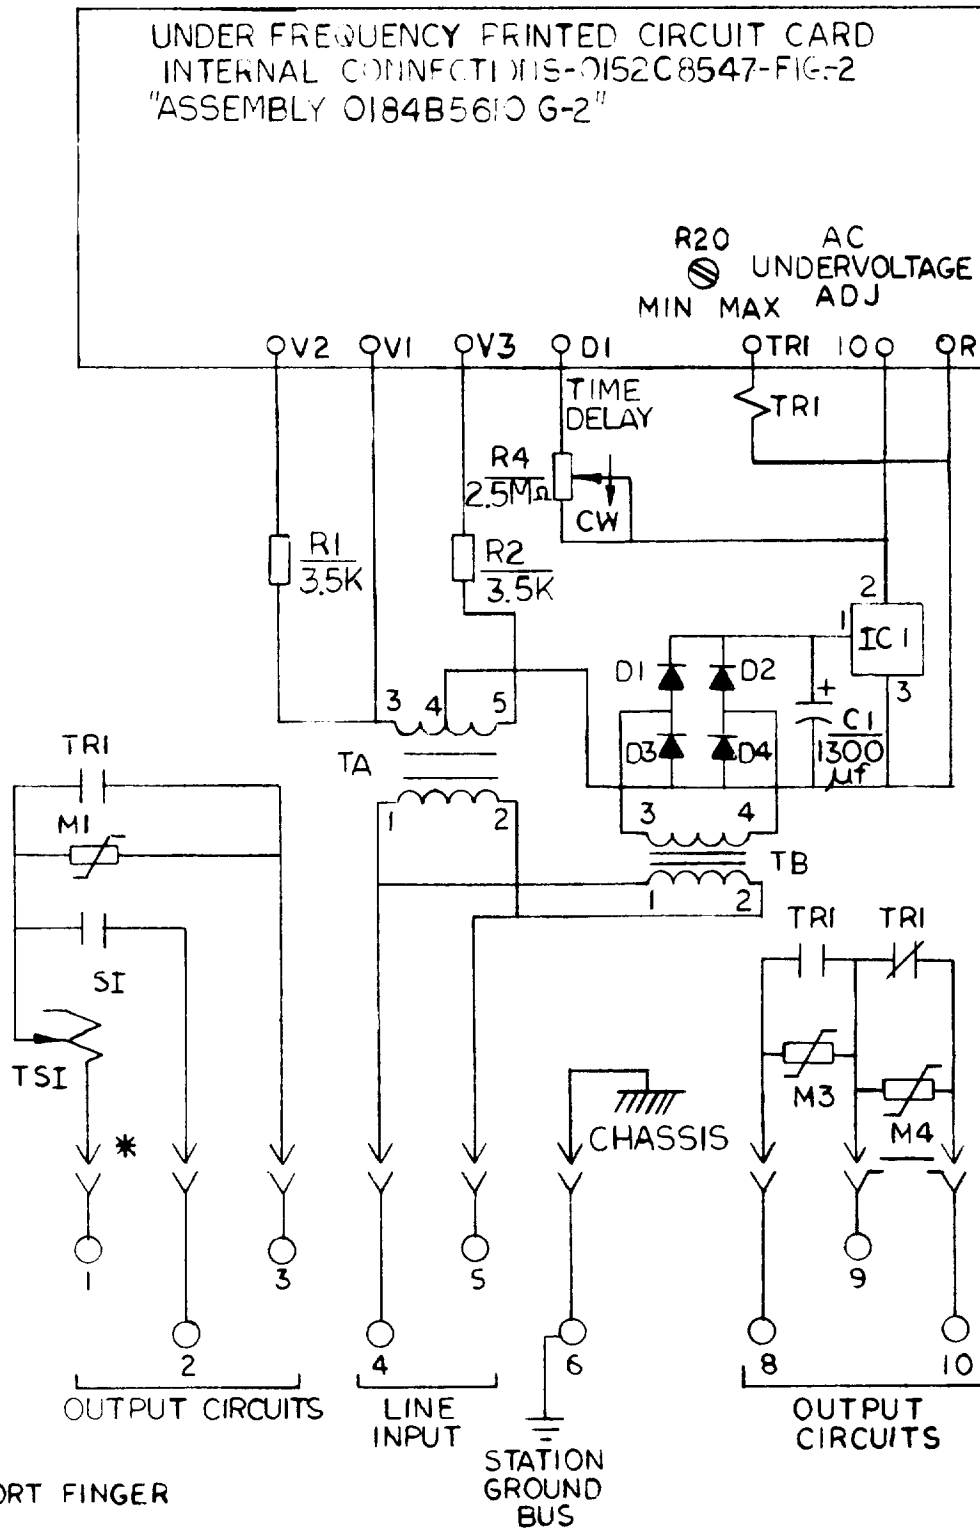 UNDER FREQUENCY PRINTED CIRCUIT CARD
INTERNAL CONNECTIONS-0152C8547-FIG-2
"ASSEMBLY 0184B5610 G-2"
R20
AC
UNDERVOLTAGE
ADJ
MIN MAX
V2 V1 V3 D1 TR1 10 R
TIME
DELAY
TR1
R4
2.5MΩ
CW
R1
3.5K
R2
3.5K
2
1
IC1
3
D1 D2
+
C1
1300
µf
D3 D4
3 4 5
TA
1 2
3 4
TB
1 2
TR1
M1
SI
TSI
*
TR1 TR1
M3
M4
CHASSIS
1 3 5 9
2 4 6 8 10
OUTPUT CIRCUITS
LINE
INPUT
STATION
GROUND
BUS
OUTPUT
CIRCUITS
ORT FINGER